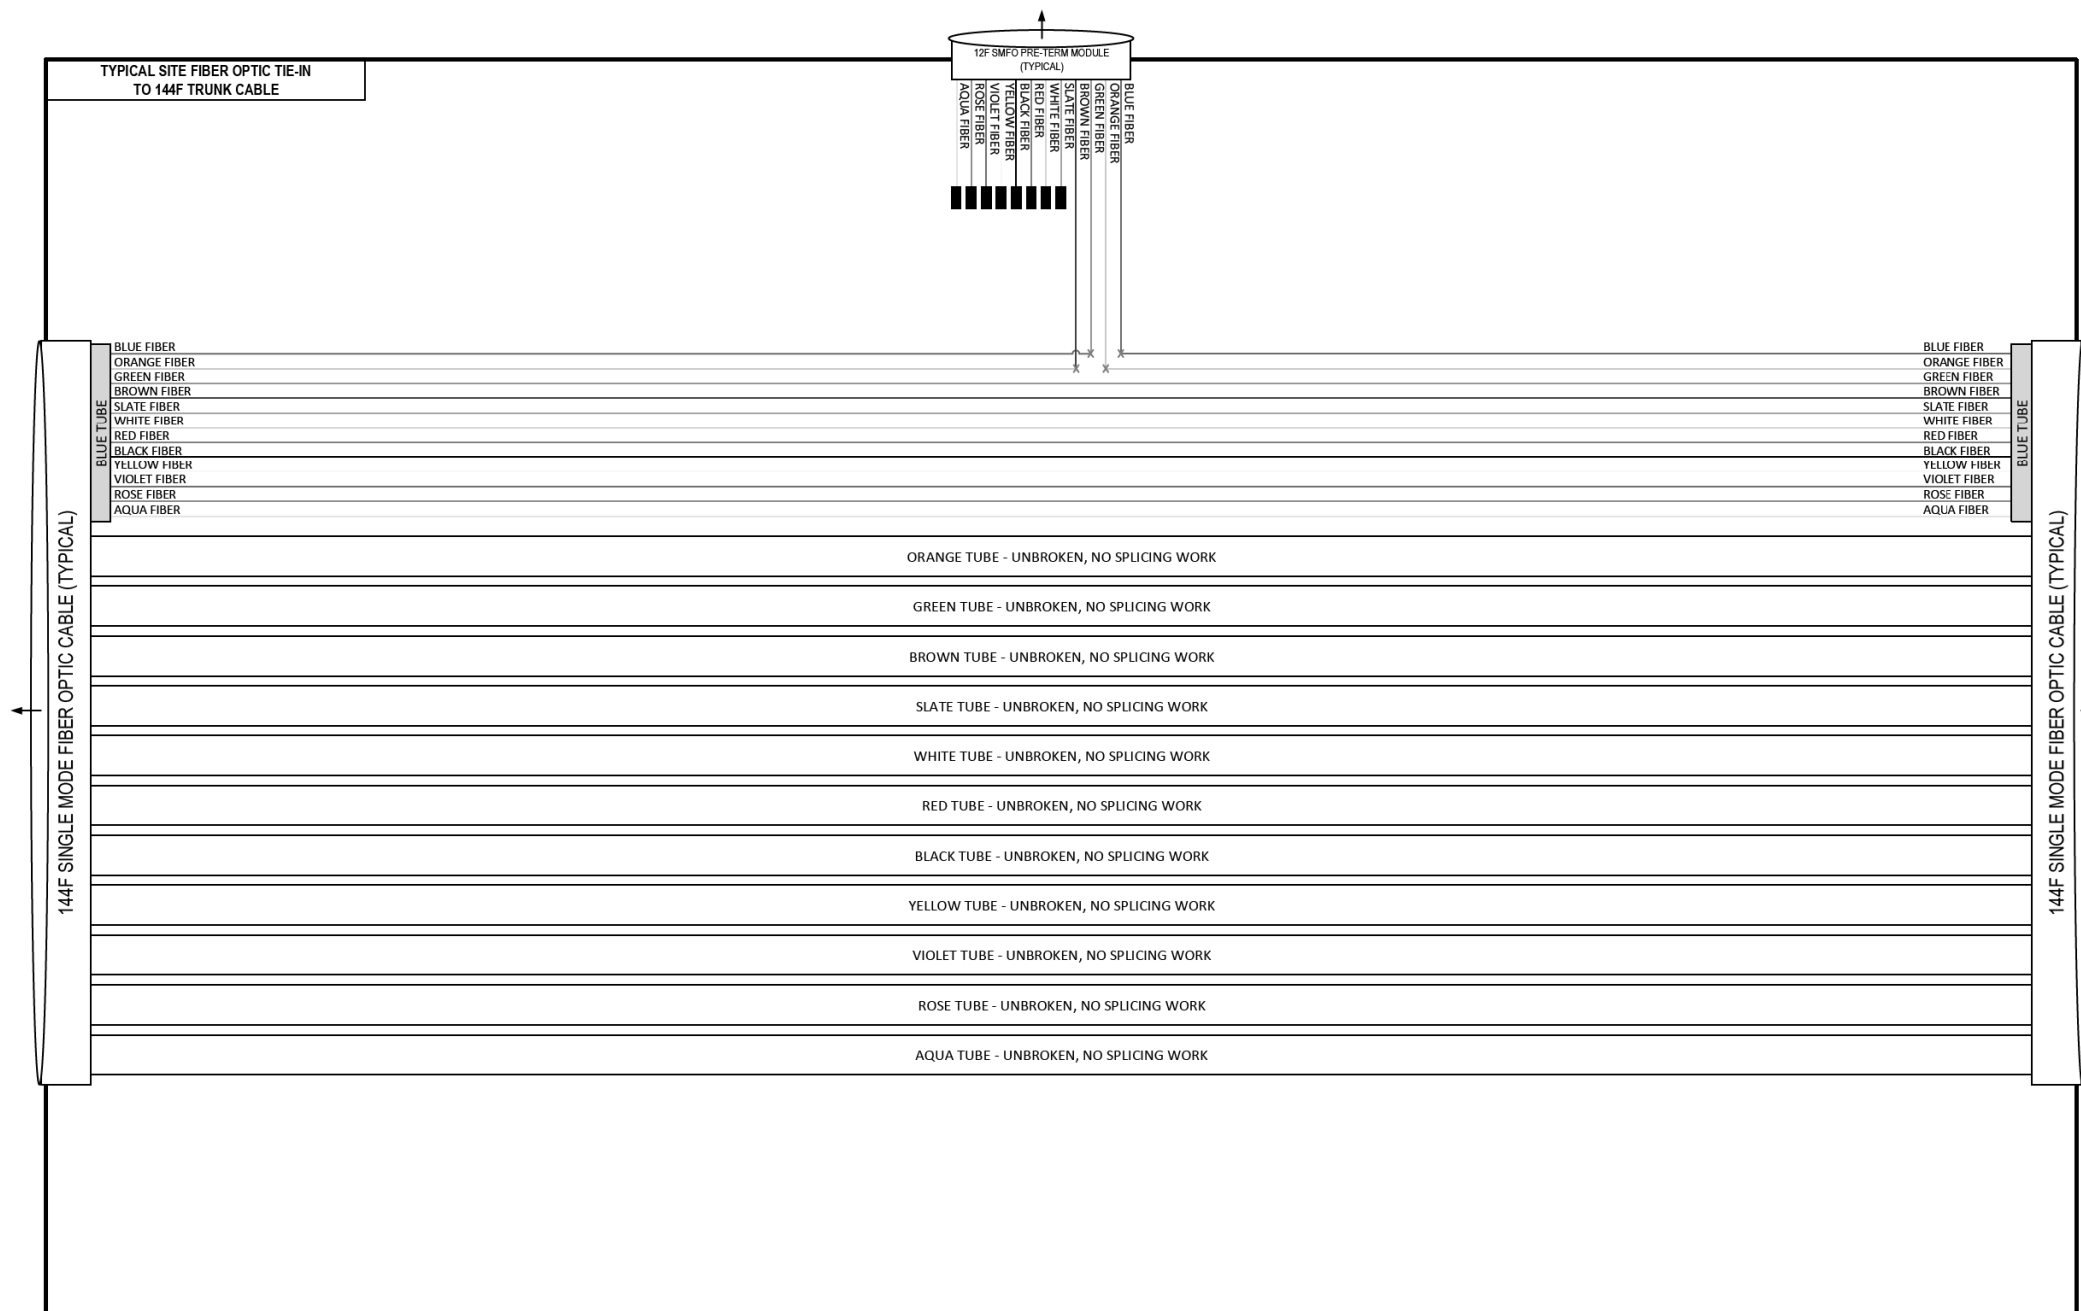 12F SMFO PRE-TERM MODULE
(TYPICAL)
TYPICAL SITE FIBER OPTIC TIE-IN
TO 144F TRUNK CABLE
AQUA FIBER
ROSE FIBER
VIOLET FIBER
YELLOW FIBER
BLACK FIBER
RED FIBER
WHITE FIBER
SLATE FIBER
BROWN FIBER
GREEN FIBER
ORANGE FIBER
BLUE FIBER
144F SINGLE MODE FIBER OPTIC CABLE (TYPICAL)
BLUE TUBE
BLUE FIBER
ORANGE FIBER
GREEN FIBER
BROWN FIBER
SLATE FIBER
WHITE FIBER
RED FIBER
BLACK FIBER
YELLOW FIBER
VIOLET FIBER
ROSE FIBER
AQUA FIBER
BLUE FIBER
ORANGE FIBER
GREEN FIBER
BROWN FIBER
SLATE FIBER
WHITE FIBER
RED FIBER
BLACK FIBER
YELLOW FIBER
VIOLET FIBER
ROSE FIBER
AQUA FIBER
BLUE TUBE
144F SINGLE MODE FIBER OPTIC CABLE (TYPICAL)
ORANGE TUBE - UNBROKEN, NO SPLICING WORK
GREEN TUBE - UNBROKEN, NO SPLICING WORK
BROWN TUBE - UNBROKEN, NO SPLICING WORK
SLATE TUBE - UNBROKEN, NO SPLICING WORK
WHITE TUBE - UNBROKEN, NO SPLICING WORK
RED TUBE - UNBROKEN, NO SPLICING WORK
BLACK TUBE - UNBROKEN, NO SPLICING WORK
YELLOW TUBE - UNBROKEN, NO SPLICING WORK
VIOLET TUBE - UNBROKEN, NO SPLICING WORK
ROSE TUBE - UNBROKEN, NO SPLICING WORK
AQUA TUBE - UNBROKEN, NO SPLICING WORK